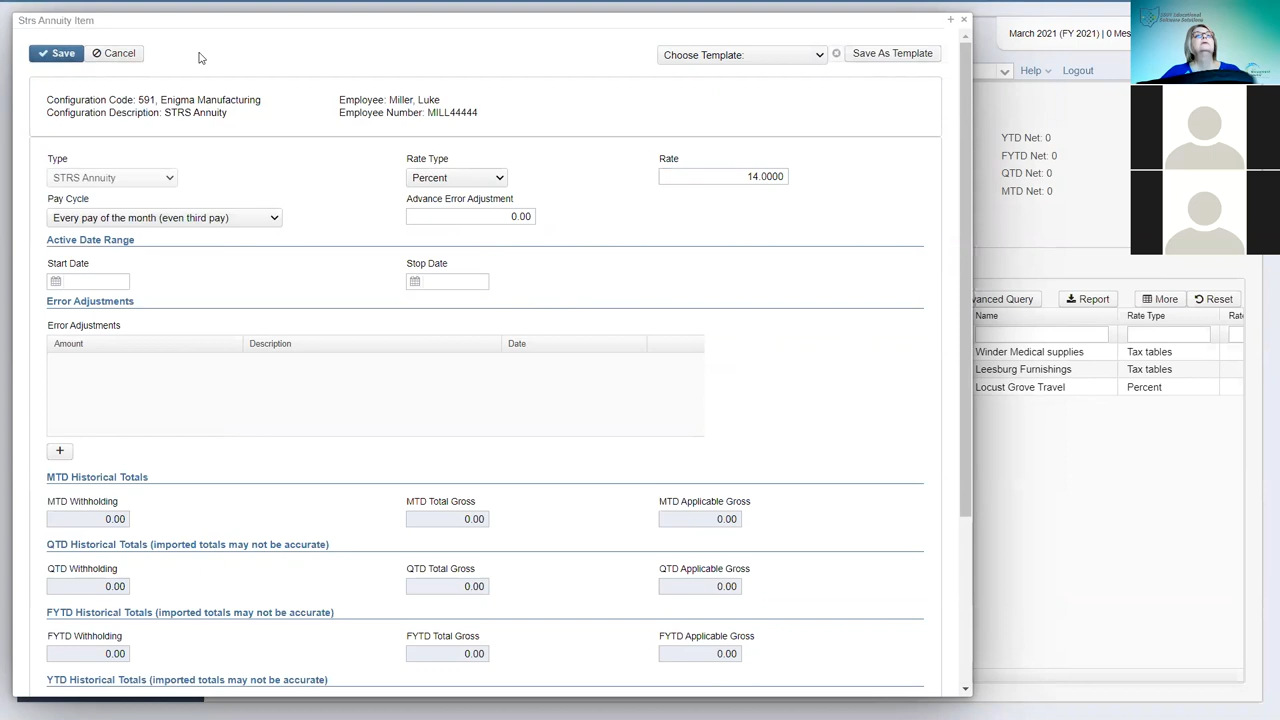 Strs Annuity Item
+ ×
Save Cancel
Choose Template: Save As Template
Configuration Code: 591, Enigma Manufacturing
Configuration Description: STRS Annuity
Employee: Miller, Luke
Employee Number: MILL44444
Type Rate Type Rate
STRS Annuity Percent 14.0000
Pay Cycle Advance Error Adjustment
Every pay of the month (even third pay) 0.00
Active Date Range
Start Date Stop Date
Error Adjustments
Error Adjustments
Amount Description Date
+
MTD Historical Totals
MTD Withholding MTD Total Gross MTD Applicable Gross
0.00 0.00 0.00
QTD Historical Totals (imported totals may not be accurate)
QTD Withholding QTD Total Gross QTD Applicable Gross
0.00 0.00 0.00
FYTD Historical Totals (imported totals may not be accurate)
FYTD Withholding FYTD Total Gross FYTD Applicable Gross
0.00 0.00 0.00
YTD Historical Totals (imported totals may not be accurate)
March 2021 (FY 2021) | 0 Mes
Help Logout
YTD Net: 0
FYTD Net: 0
QTD Net: 0
MTD Net: 0
vanced Query Report More Reset
Name Rate Type Rate
Winder Medical supplies Tax tables
Leesburg Furnishings Tax tables
Locust Grove Travel Percent
Educational
Software Solutions